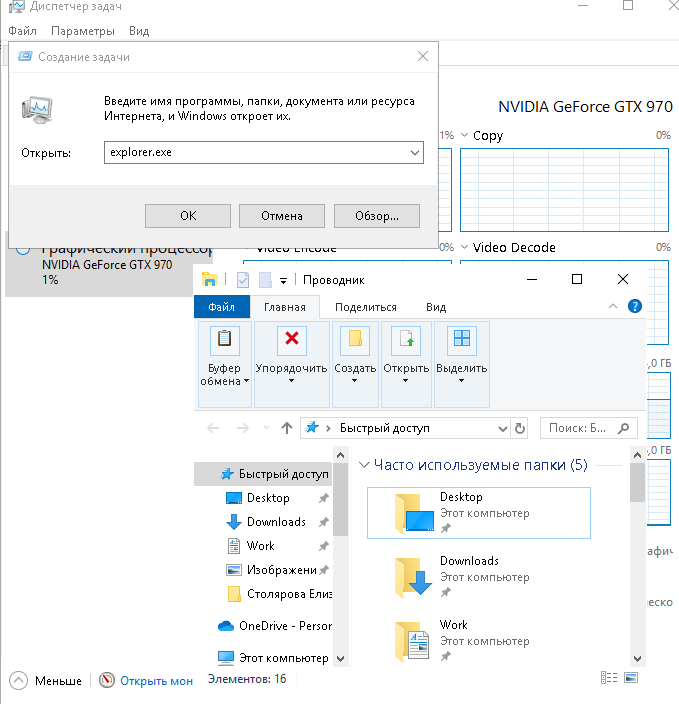 Диспетчер задач
Файл Параметры Вид
Создание задачи
Введите имя программы, папки, документа или ресурса
Интернета, и Windows откроет их.
Открыть: explorer.exe
OK Отмена Обзор...
NVIDIA GeForce GTX 970
1% Copy 0%
Графический процессор
NVIDIA GeForce GTX 970
1%
Video Encode 0% Video Decode 0%
Проводник
Файл Главная Поделиться Вид
Буфер обмена
Упорядочить
Создать
Открыть
Выделить
Быстрый доступ
Поиск: Б...
Быстрый доступ
Desktop
Downloads
Work
Изображени
Столярова Елиз
OneDrive - Person
Этот компьютер
Часто используемые папки (5)
Desktop
Этот компьютер
Downloads
Этот компьютер
Work
Этот компьютер
,0 ГБ
,0 ГБ
Меньше
Открыть мон
Элементов: 16